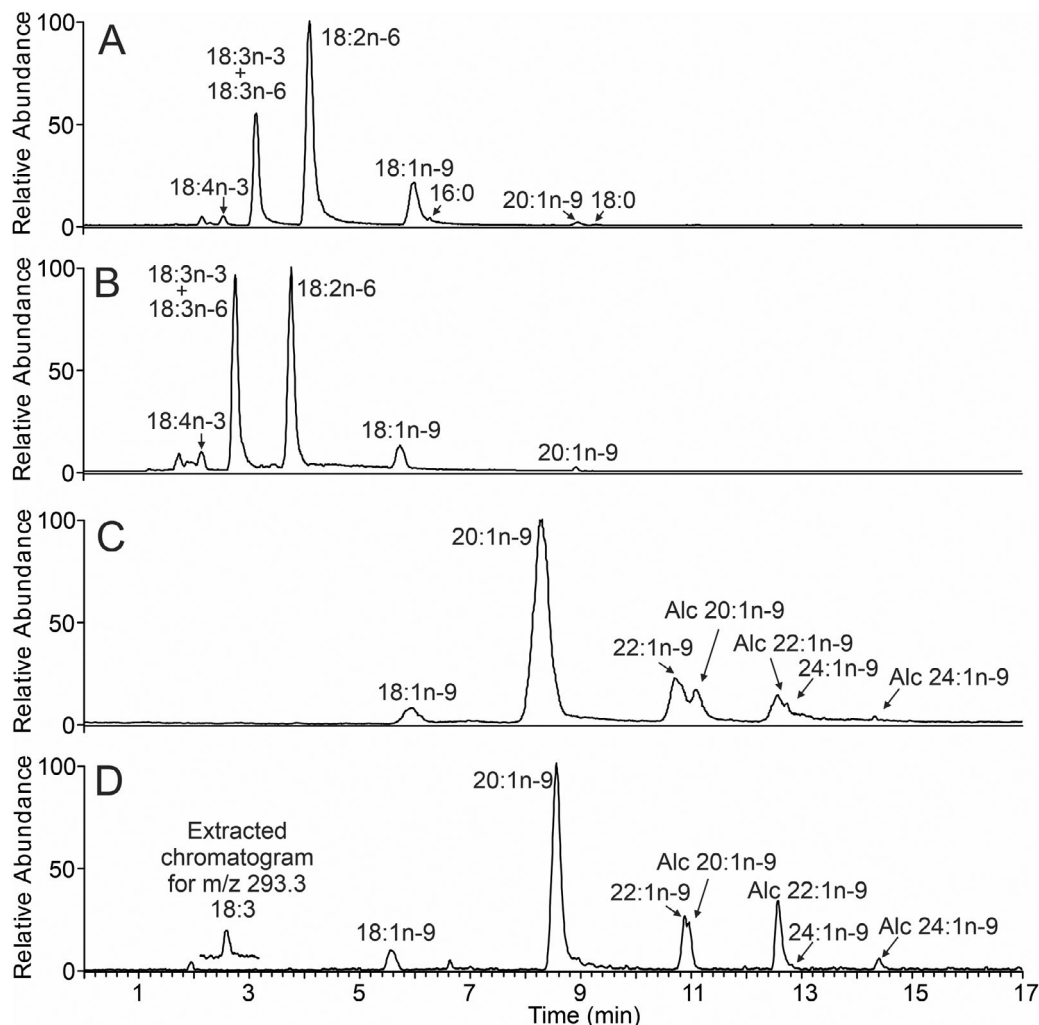 A
Relative Abundance
100
50
0
18:3n-3
+
18:3n-6
18:2n-6
18:4n-3
18:1n-9
16:0
20:1n-9
18:0
B
Relative Abundance
100
50
0
18:3n-3
+
18:3n-6
18:2n-6
18:4n-3
18:1n-9
20:1n-9
C
Relative Abundance
100
50
0
20:1n-9
18:1n-9
22:1n-9
Alc 20:1n-9
Alc 22:1n-9
24:1n-9
Alc 24:1n-9
D
Relative Abundance
100
50
0
Extracted
chromatogram
for m/z 293.3
18:3
18:1n-9
20:1n-9
22:1n-9
Alc 20:1n-9
Alc 22:1n-9
24:1n-9
Alc 24:1n-9
1 3 5 7 9 11 13 15 17
Time (min)